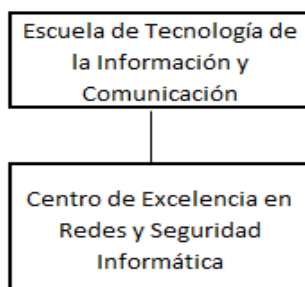 Escuela de Tecnología de
la Información y
Comunicación
Centro de Excelencia en
Redes y Seguridad
Informática